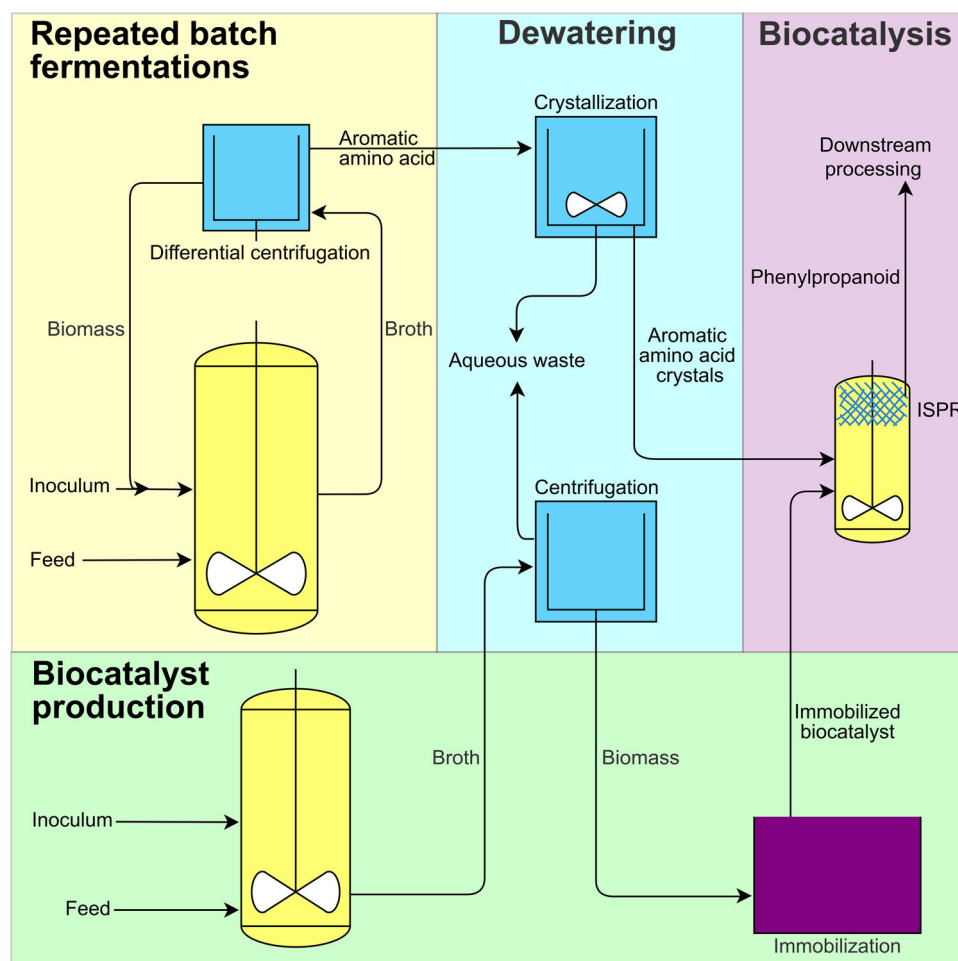 Repeated batch
fermentations
Dewatering
Biocatalysis
Crystallization
Aromatic
amino acid
Downstream
processing
Differential centrifugation
Phenylpropanoid
Biomass
Broth
Aqueous waste
Aromatic
amino acid
crystals
ISPR
Inoculum
Centrifugation
Feed
Biocatalyst
production
Immobilized
biocatalyst
Broth
Biomass
Inoculum
Feed
Immobilization